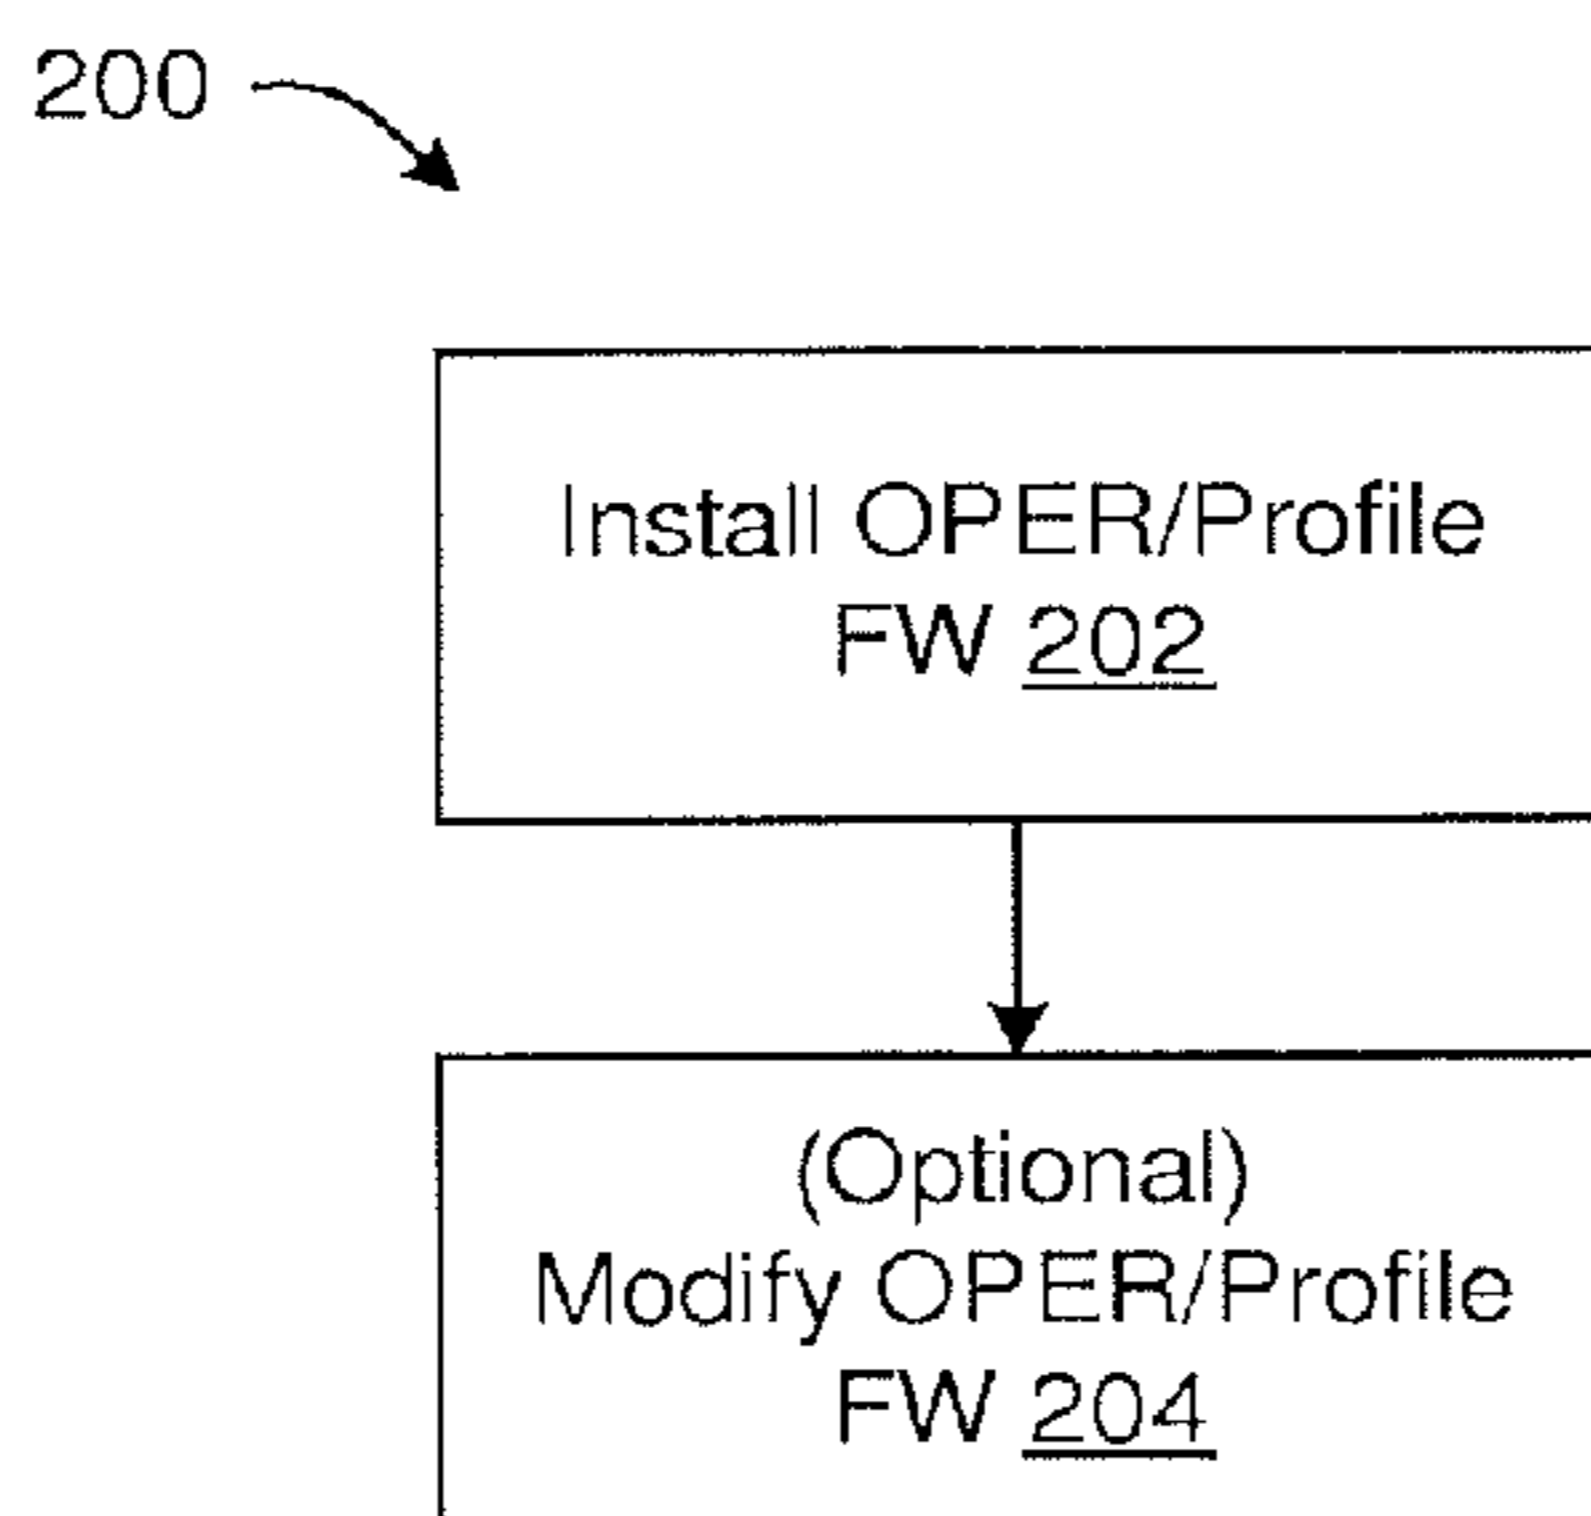 200
Install OPER/Profile
FW 202
(Optional)
Modify OPER/Profile
FW 204